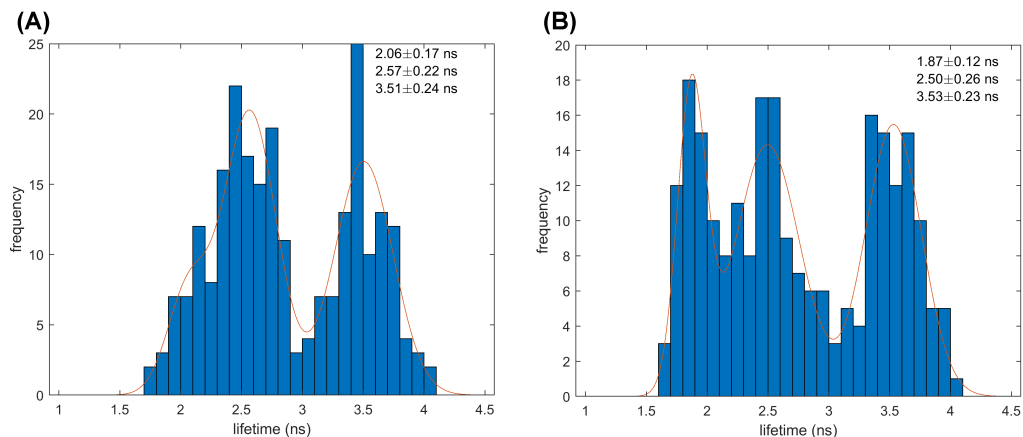 (A)
25
20
15
10
5
0
frequency
2.06±0.17 ns
2.57±0.22 ns
3.51±0.24 ns
1 1.5 2 2.5 3 3.5 4 4.5
lifetime (ns)
(B)
20
18
16
14
12
10
8
6
4
2
0
frequency
1.87±0.12 ns
2.50±0.26 ns
3.53±0.23 ns
1 1.5 2 2.5 3 3.5 4 4.5
lifetime (ns)